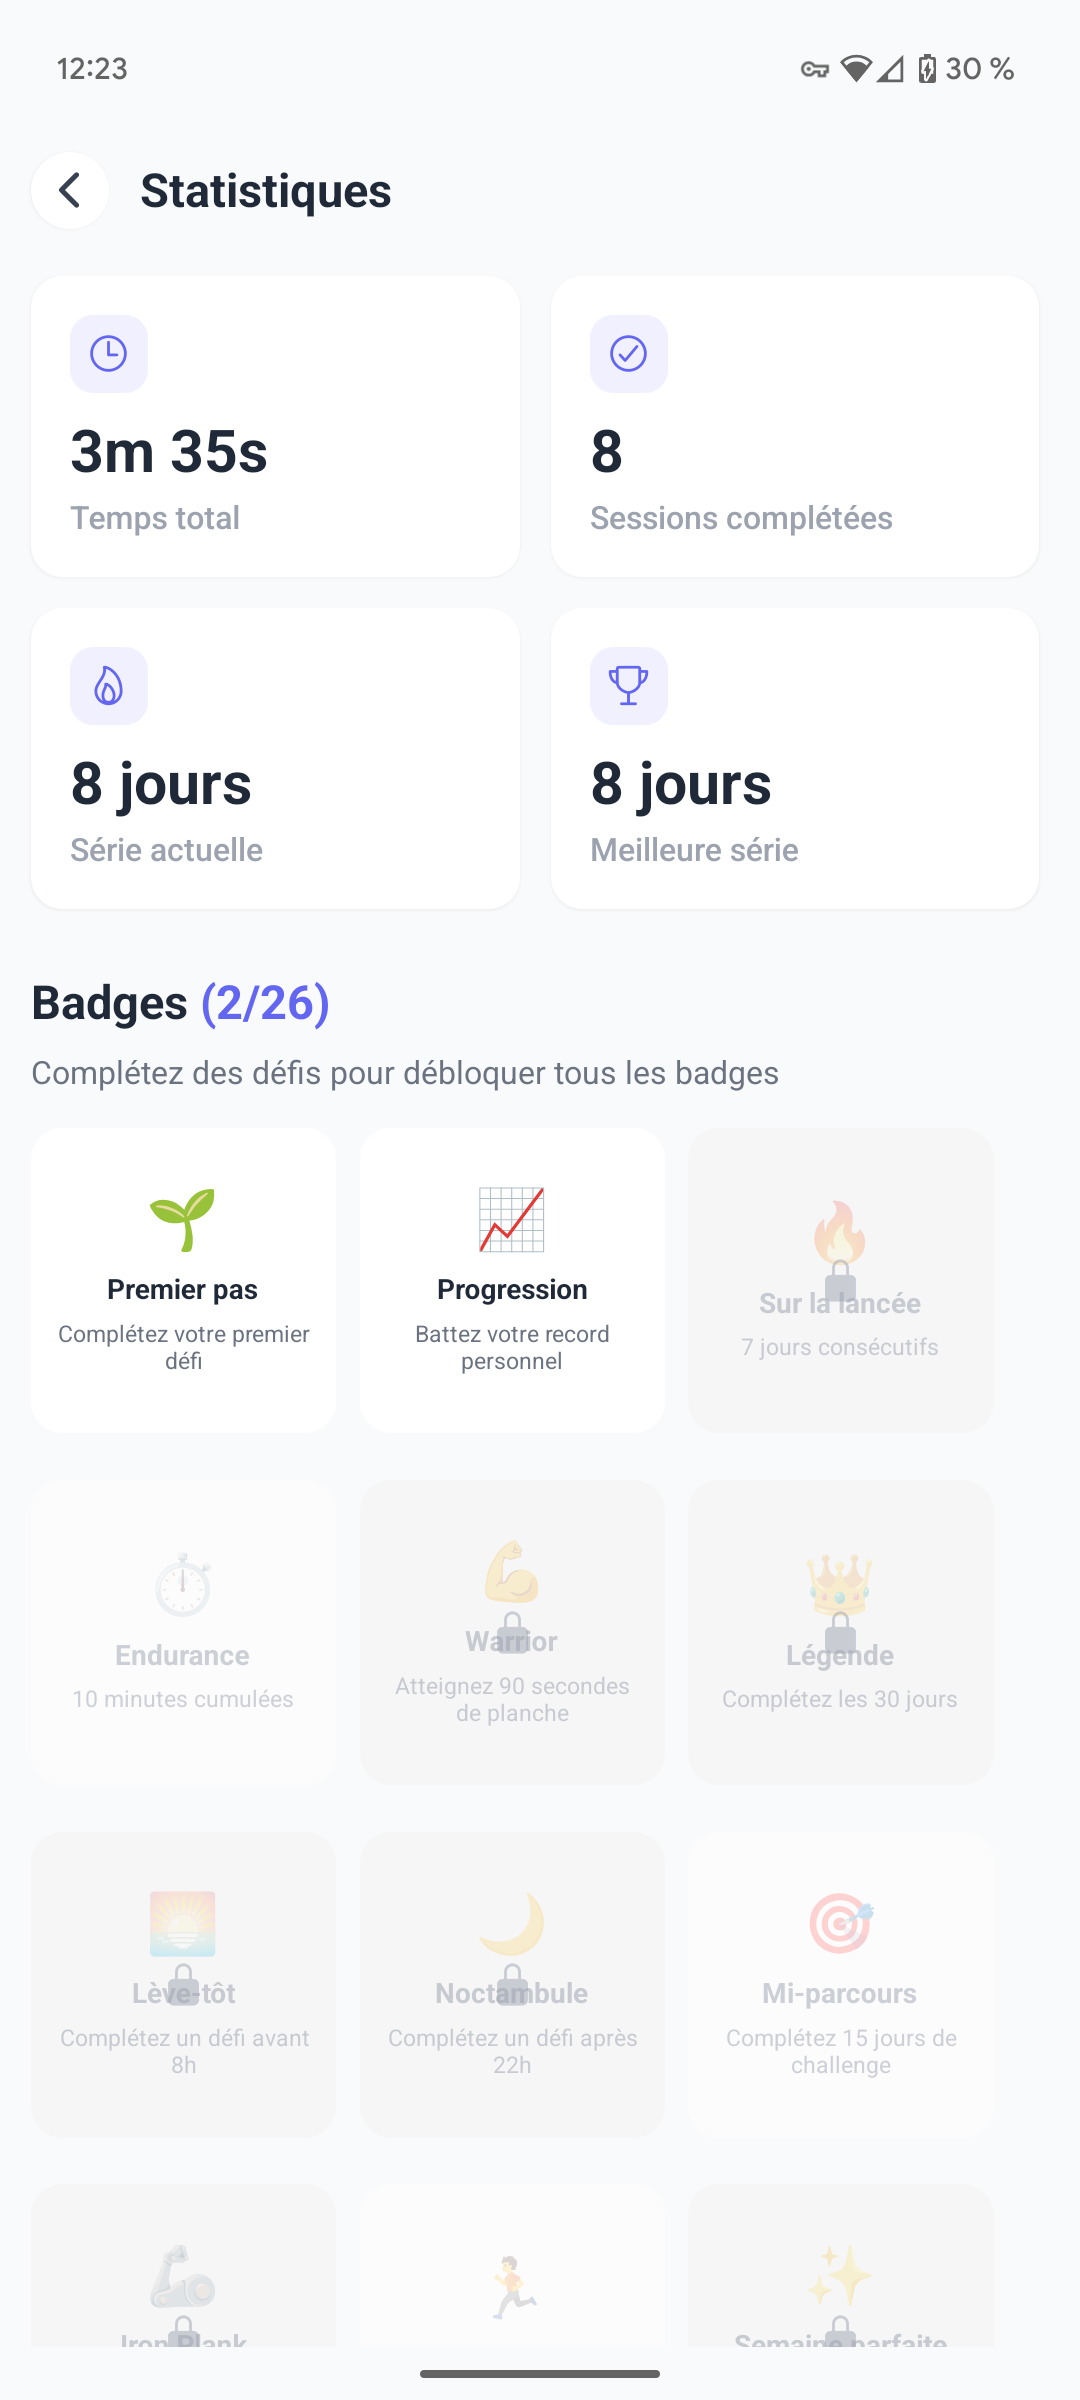 12:23
30 %
Statistiques
3m 35s
Temps total
8
Sessions complétées
8 jours
Série actuelle
8 jours
Meilleure série
Badges (2/26)
Complétez des défis pour débloquer tous les badges
Premier pas
Complétez votre premier
défi
Progression
Battez votre record
personnel
Sur la lancée
7 jours consécutifs
Endurance
10 minutes cumulées
Warrior
Atteignez 90 secondes
de planche
Légende
Complétez les 30 jours
Lève-tôt
Complétez un défi avant
8h
Noctambule
Complétez un défi après
22h
Mi-parcours
Complétez 15 jours de
challenge
Iron Plank
Semaine parfaite